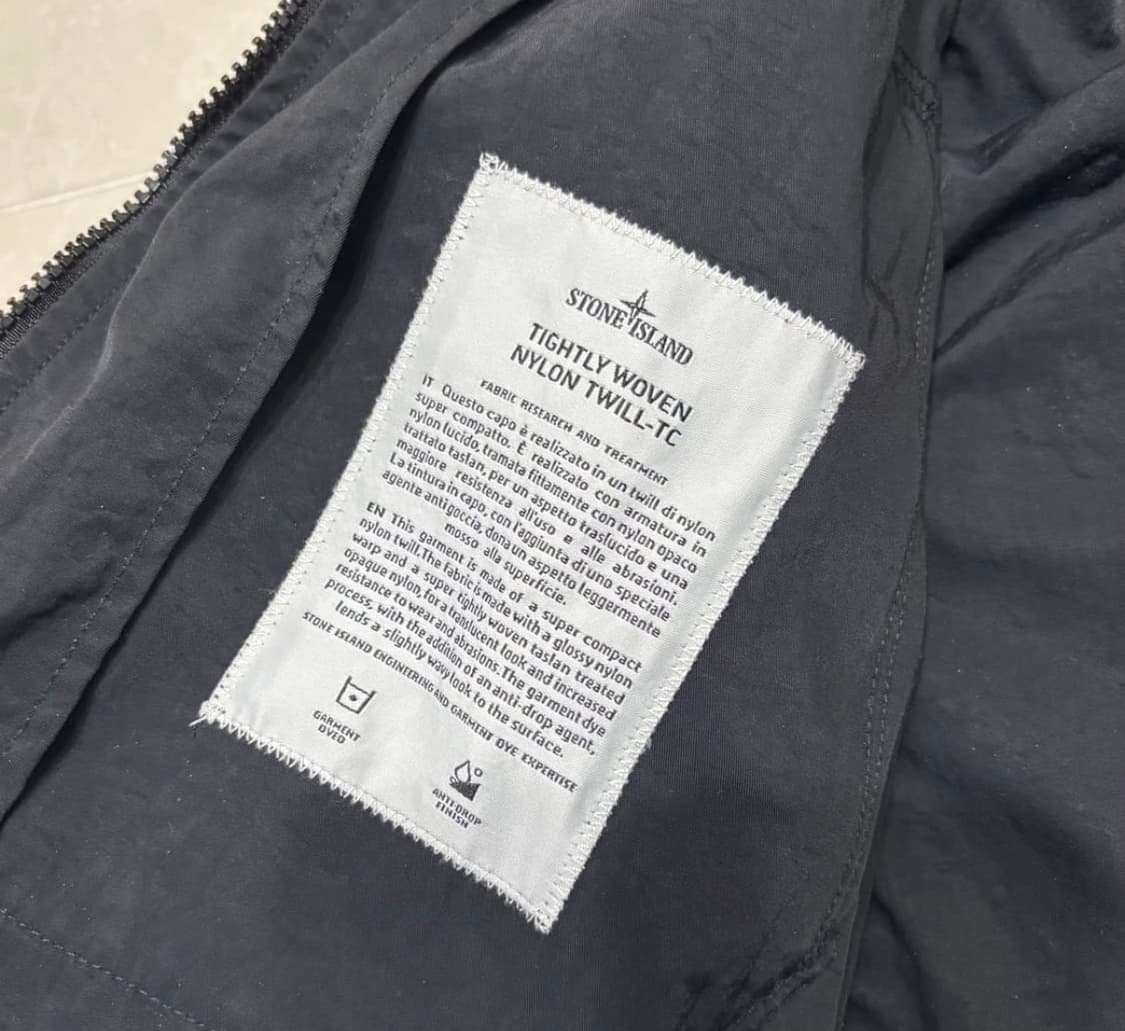 STONE ISLAND
TIGHTLY WOVEN
NYLON TWILL-TC
FABRIC RESEARCH AND TREATMENT
IT Questo capo è realizzato in un twill di nylon
super compatto. È realizzato con armatura in
nylon lucido, tramata fittamente con nylon opaco
trattato taslan, per un aspetto traslucido e una
maggiore resistenza all'uso e alle abrasioni.
La tintura in capo, con l'aggiunta di uno speciale
agente antigoccia, dona un aspetto leggermente
mosso alla superficie.
EN This garment is made of a super compact
nylon twill. The fabric is made with a glossy nylon
warp and a super tightly woven taslan treated
opaque nylon, for a translucent look and increased
resistance to wear and abrasions. The garment dye
process, with the addition of an anti-drop agent,
lends a slightly wavy look to the surface.
STONE ISLAND ENGINEERING AND GARMENT DYE EXPERTISE
GARMENT
DYED
ANTI-DROP
FINISH